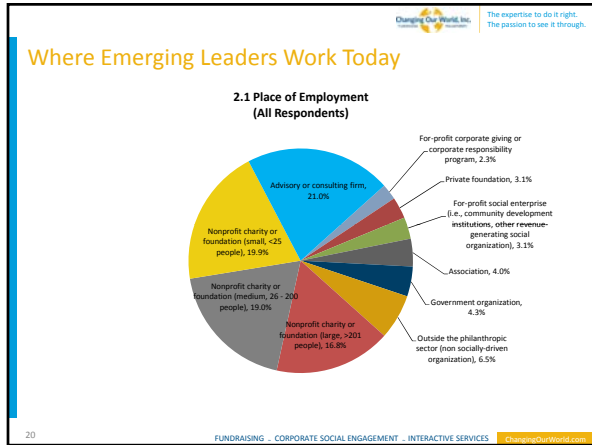 Changing Our World, Inc.
The expertise to do it right.
The passion to see it through.
Where Emerging Leaders Work Today
2.1 Place of Employment
(All Respondents)
For-profit corporate giving or
corporate responsibility
program, 2.3%
Private foundation, 3.1%
For-profit social enterprise
(i.e., community development
institutions, other revenue-
generating social
organization), 3.1%
Association, 4.0%
Government organization,
4.3%
Outside the philanthropic
sector (non socially-driven
organization), 6.5%
Nonprofit charity or
foundation (large, >201
people), 16.8%
Nonprofit charity or
foundation (medium, 26 - 200
people), 19.0%
Nonprofit charity or
foundation (small, <25
people), 19.9%
Advisory or consulting firm,
21.0%
20
FUNDRAISING . CORPORATE SOCIAL ENGAGEMENT . INTERACTIVE SERVICES
ChangingOurWorld.com